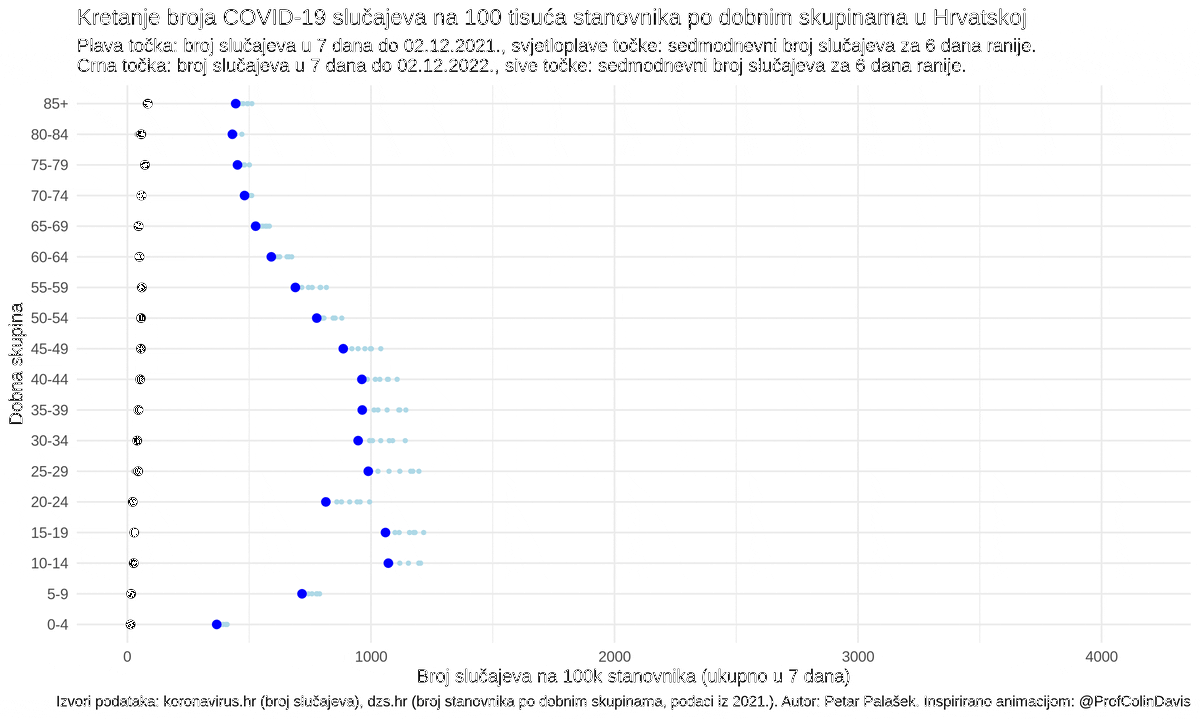 Kretanje broja COVID-19 slučajeva na 100 tisuća stanovnika po dobnim skupinama u Hrvatskoj
Plava točka: broj slučajeva u 7 dana do 02.12.2021., svjetloplave točke: sedmodnevni broj slučajeva za 6 dana ranije.
Crna točka: broj slučajeva u 7 dana do 02.12.2022., sive točke: sedmodnevni broj slučajeva za 6 dana ranije.
Dobna skupina
85+
80-84
75-79
70-74
65-69
60-64
55-59
50-54
45-49
40-44
35-39
30-34
25-29
20-24
15-19
10-14
5-9
0-4
0 1000 2000 3000 4000
Broj slučajeva na 100k stanovnika (ukupno u 7 dana)
Izvori podataka: koronavirus.hr (broj slučajeva), dzs.hr (broj stanovnika po dobnim skupinama, podaci iz 2021.). Autor: Petar Palašek. Inspirirano animacijom: @ProfColinDavis